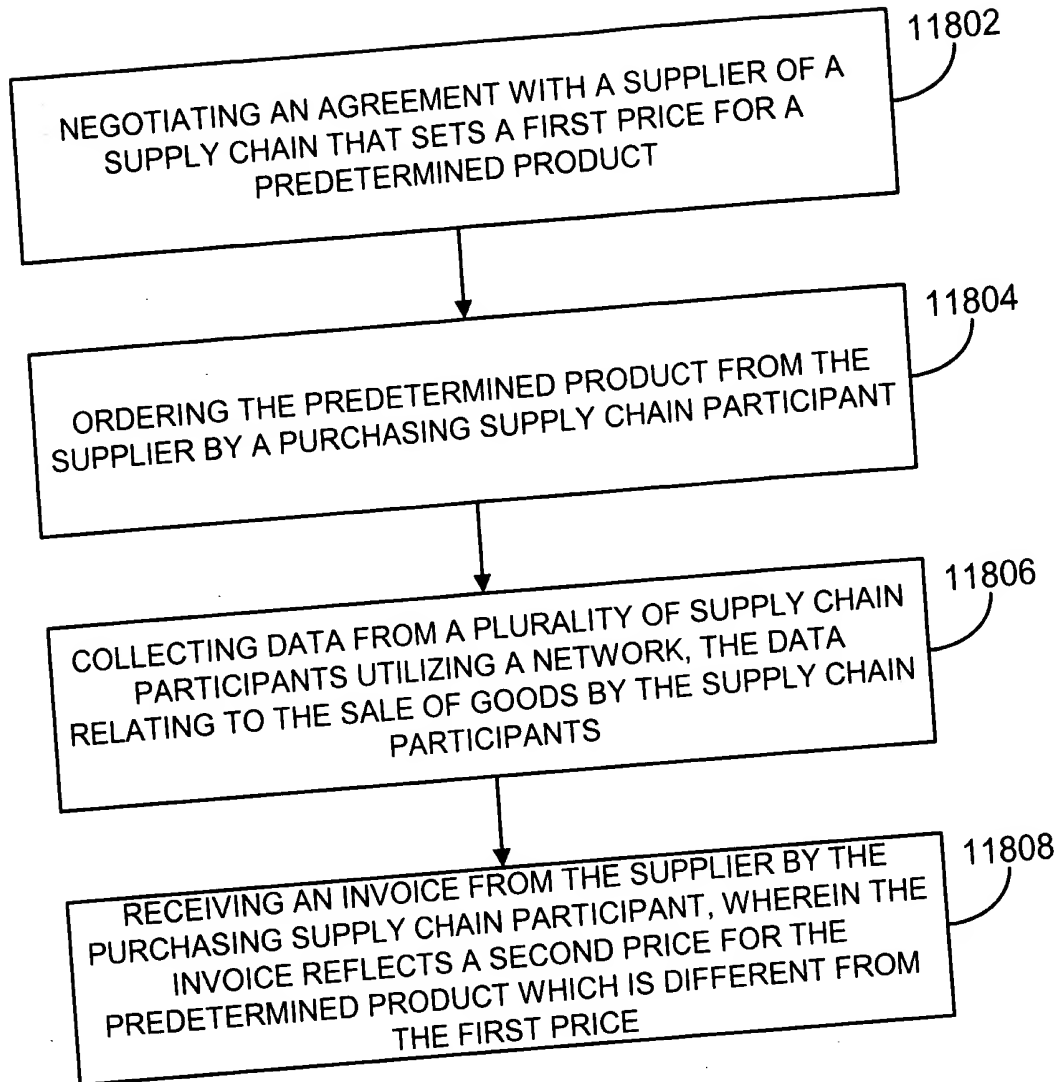 11802
NEGOTIATING AN AGREEMENT WITH A SUPPLIER OF A
SUPPLY CHAIN THAT SETS A FIRST PRICE FOR A
PREDETERMINED PRODUCT
11804
ORDERING THE PREDETERMINED PRODUCT FROM THE
SUPPLIER BY A PURCHASING SUPPLY CHAIN PARTICIPANT
11806
COLLECTING DATA FROM A PLURALITY OF SUPPLY CHAIN
PARTICIPANTS UTILIZING A NETWORK, THE DATA
RELATING TO THE SALE OF GOODS BY THE SUPPLY CHAIN
PARTICIPANTS
11808
RECEIVING AN INVOICE FROM THE SUPPLIER BY THE
PURCHASING SUPPLY CHAIN PARTICIPANT, WHEREIN THE
INVOICE REFLECTS A SECOND PRICE FOR THE
PREDETERMINED PRODUCT WHICH IS DIFFERENT FROM
THE FIRST PRICE